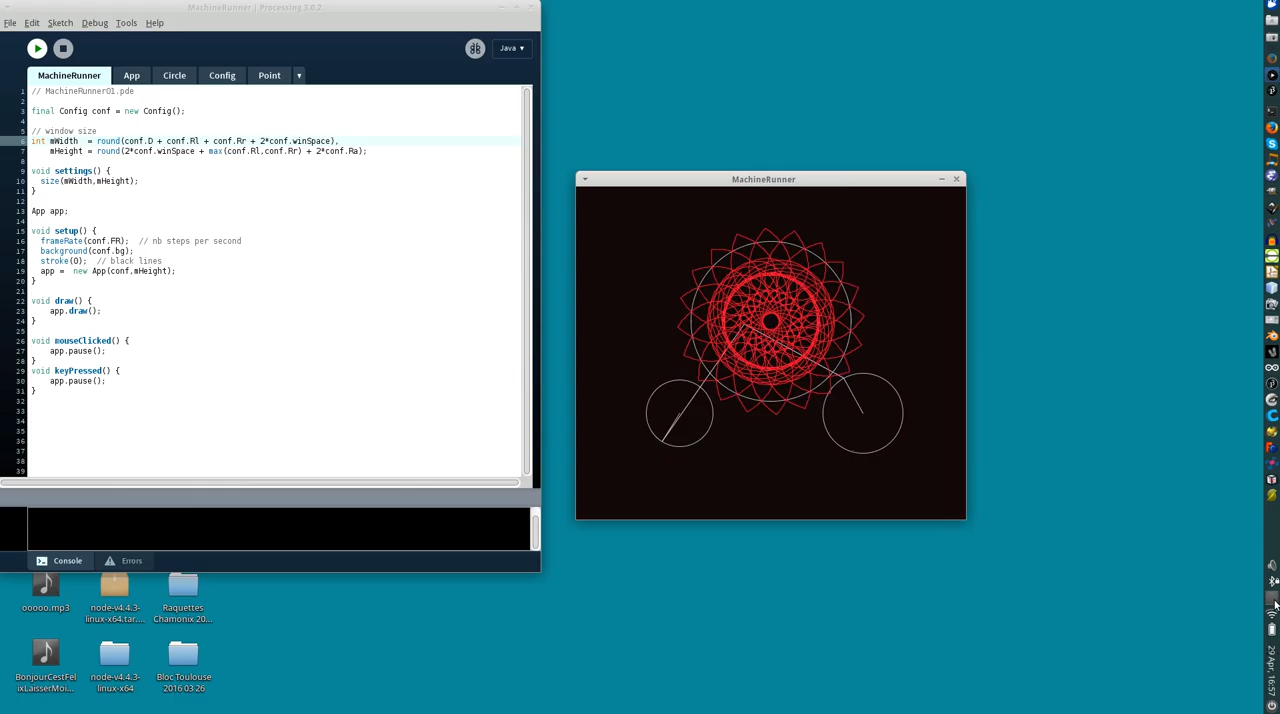 MachineRunner | Processing 3.0.2
File Edit Sketch Debug Tools Help
Java ▾
MachineRunner App Circle Config Point ▾
1 // MachineRunner01.pde
2
3 final Config conf = new Config();
4
5 // window size
6 int mWidth  = round(conf.D + conf.Rl + conf.Rr + 2*conf.winSpace),
7     mHeight = round(2*conf.winSpace + max(conf.Rl,conf.Rr) + 2*conf.Ra);
8
9 void settings() {
10   size(mWidth,mHeight);
11 }
12
13 App app;
14
15 void setup() {
16   frameRate(conf.FR);  // nb steps per second
17   background(conf.bg);
18   stroke(0);  // black lines
19   app =  new App(conf,mHeight);
20 }
21
22 void draw() {
23     app.draw();
24 }
25
26 void mouseClicked() {
27     app.pause();
28 }
29 void keyPressed() {
30     app.pause();
31 }
32
33
34
35
36
37
38
39
Console Errors
MachineRunner
ooooo.mp3
node-v4.4.3-
linux-x64.tar....
Raquettes
Chamonix 20...
BonjourCestFel
ixLaisserMoi...
node-v4.4.3-
linux-x64
Bloc Toulouse
2016 03 26
29 Apr, 16:57